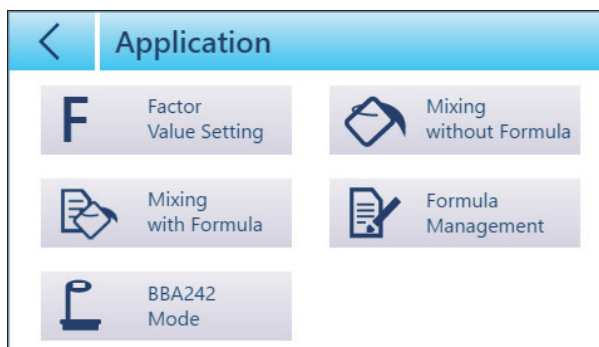 Application
F
Factor
Value Setting
Mixing
without Formula
Mixing
with Formula
Formula
Management
BBA242
Mode